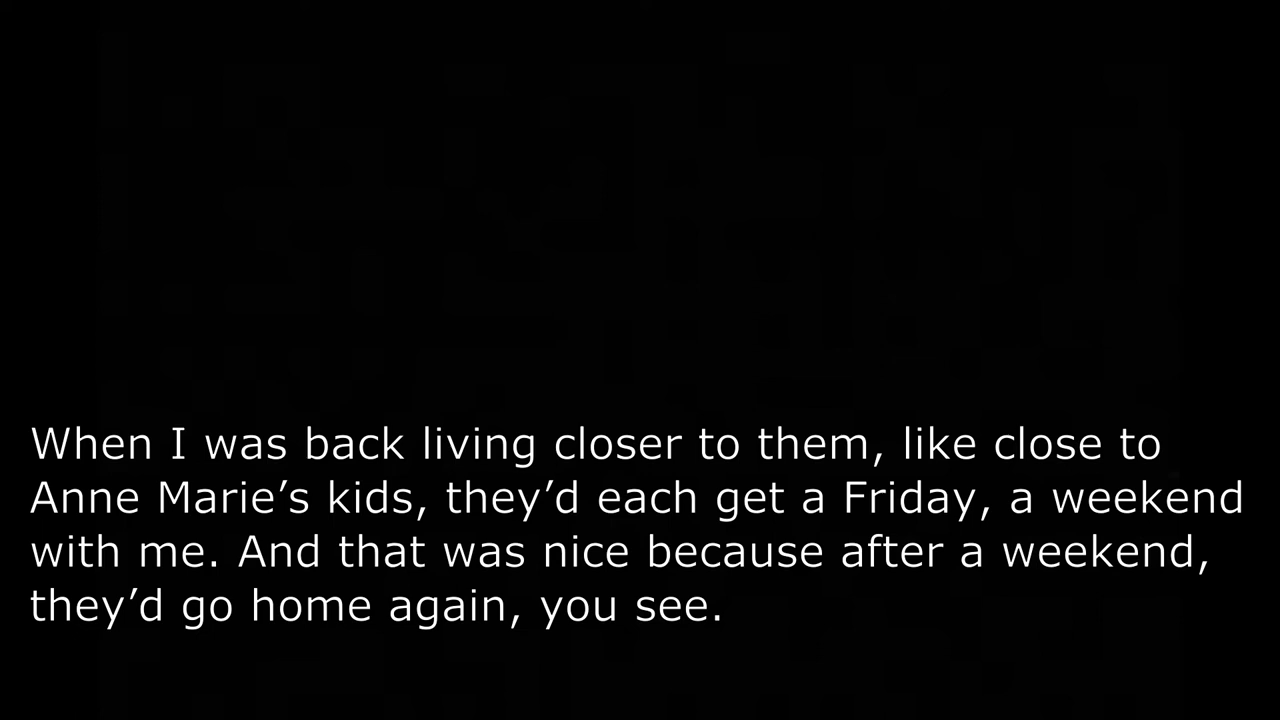 When I was back living closer to them, like close to
Anne Marie’s kids, they’d each get a Friday, a weekend
with me. And that was nice because after a weekend,
they’d go home again, you see.